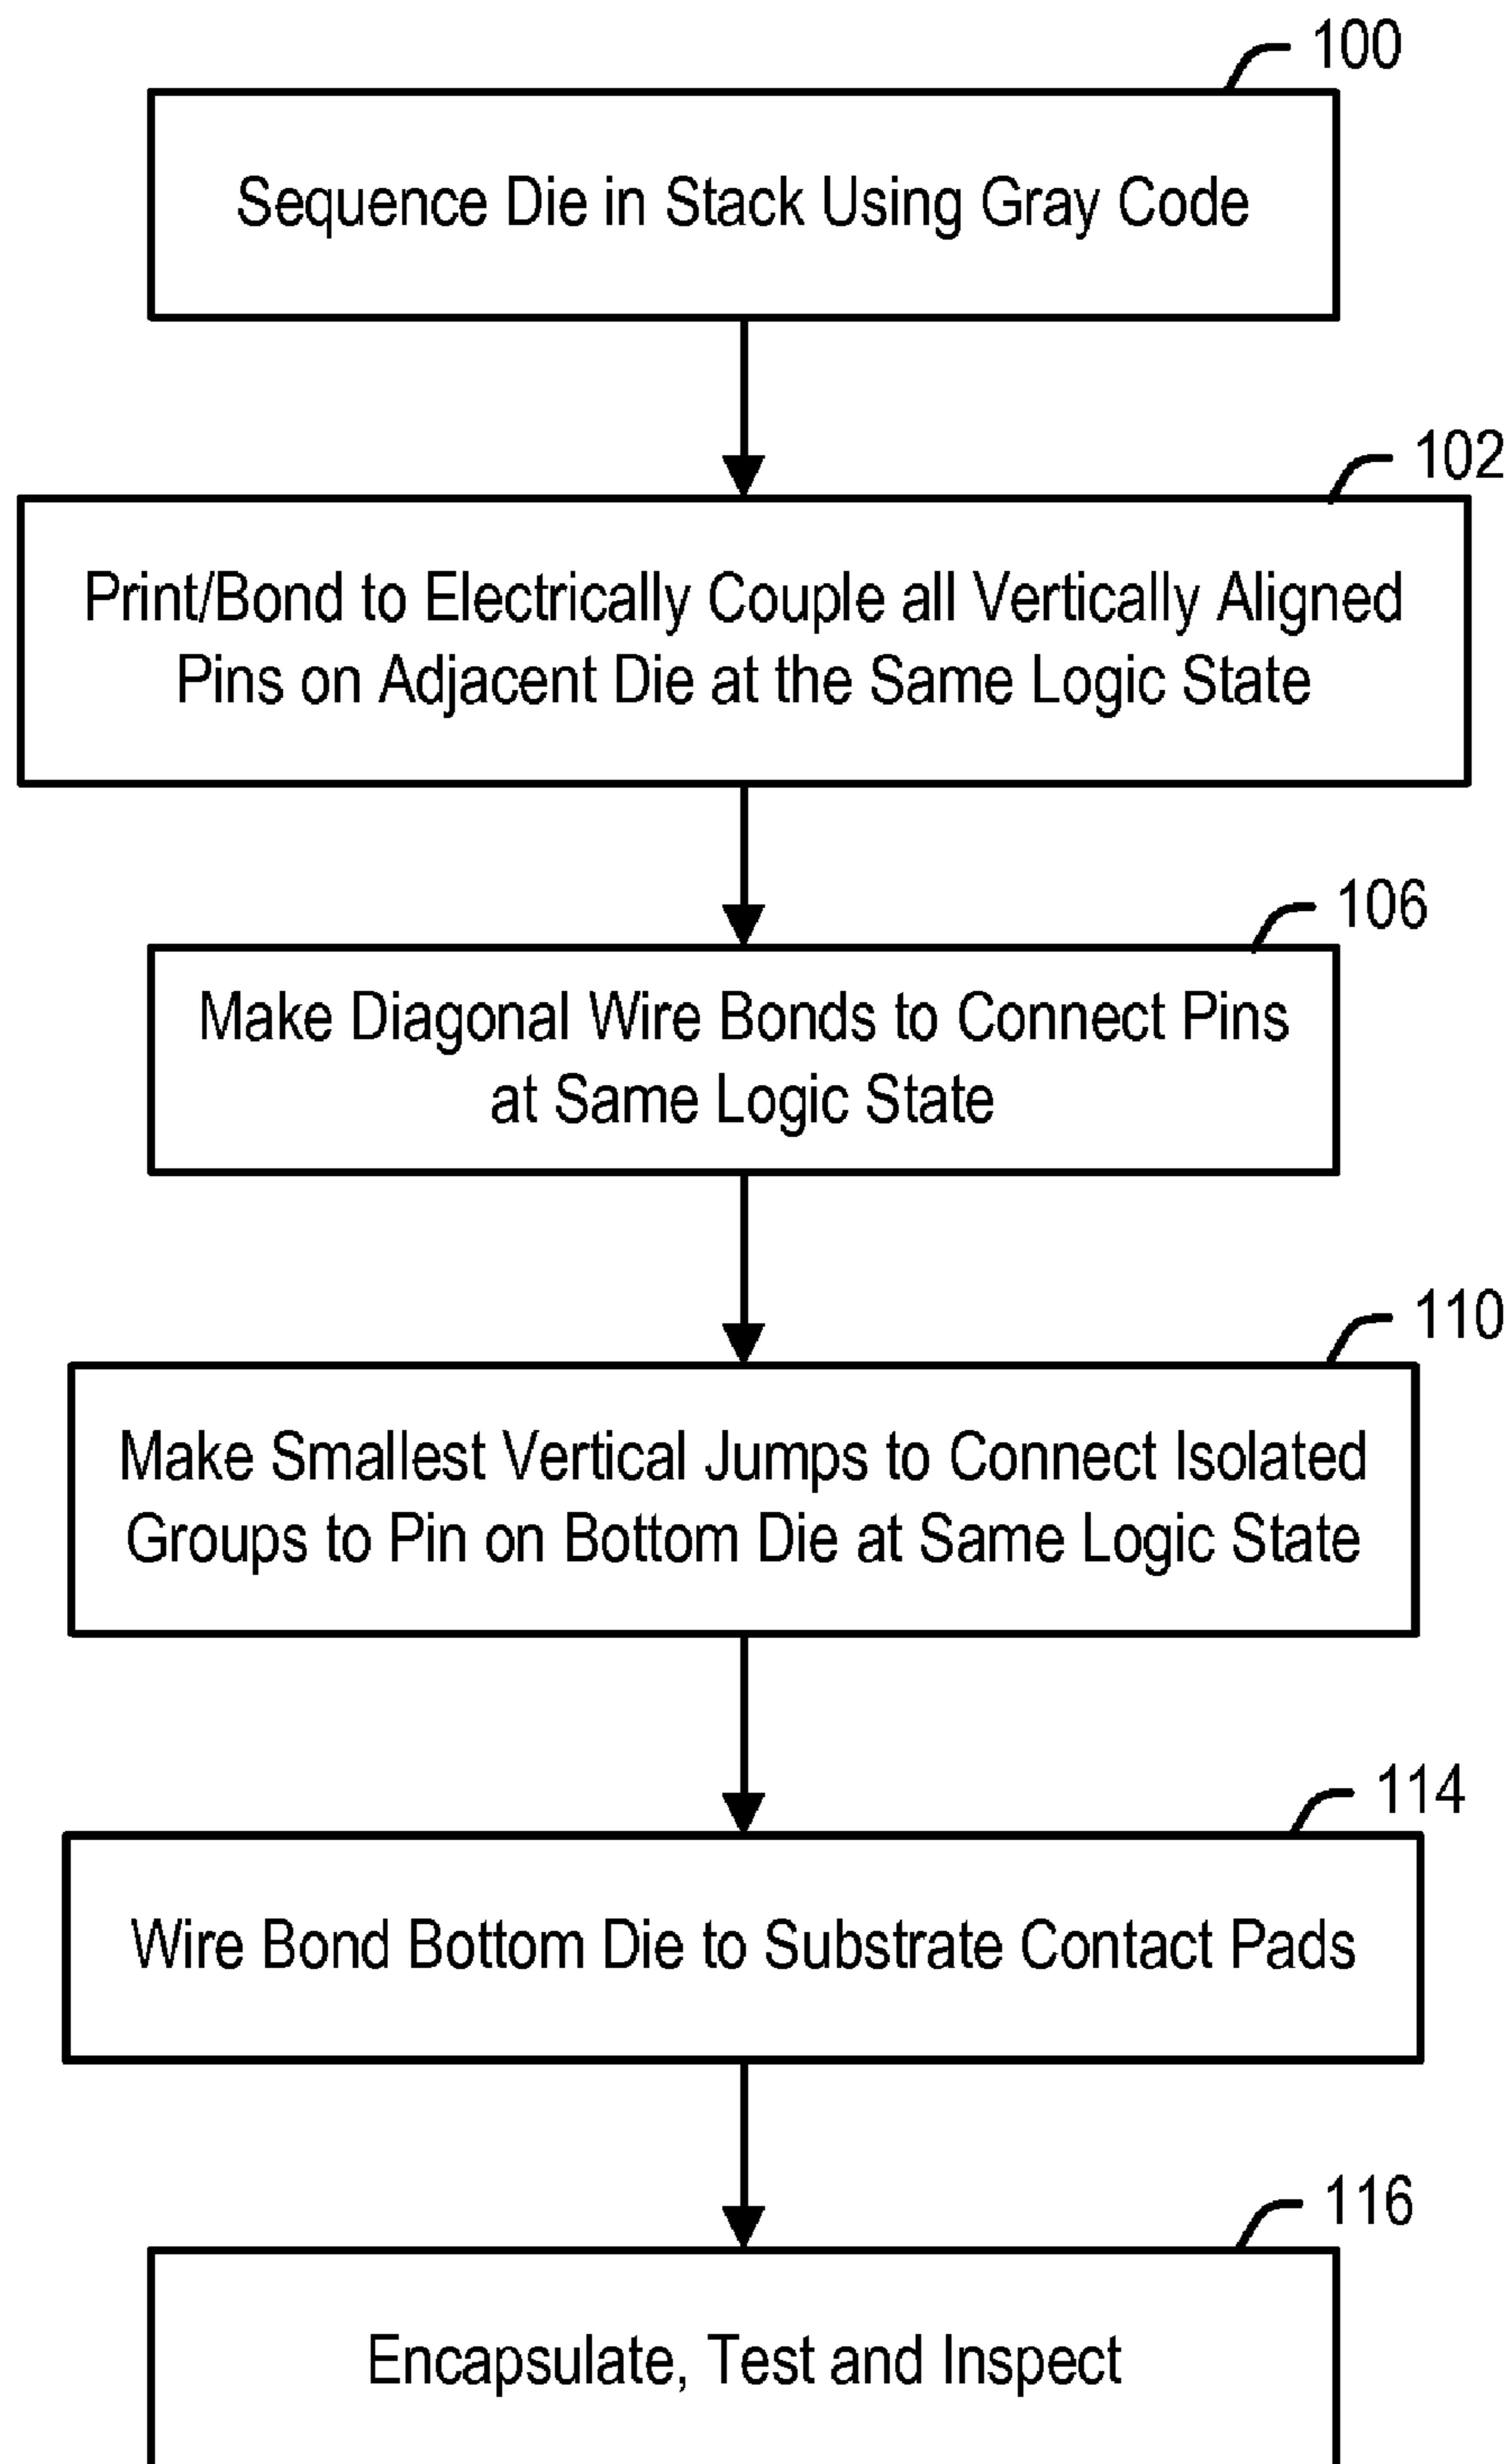 100
Sequence Die in Stack Using Gray Code
102
Print/Bond to Electrically Couple all Vertically Aligned
Pins on Adjacent Die at the Same Logic State
106
Make Diagonal Wire Bonds to Connect Pins
at Same Logic State
110
Make Smallest Vertical Jumps to Connect Isolated
Groups to Pin on Bottom Die at Same Logic State
114
Wire Bond Bottom Die to Substrate Contact Pads
116
Encapsulate, Test and Inspect